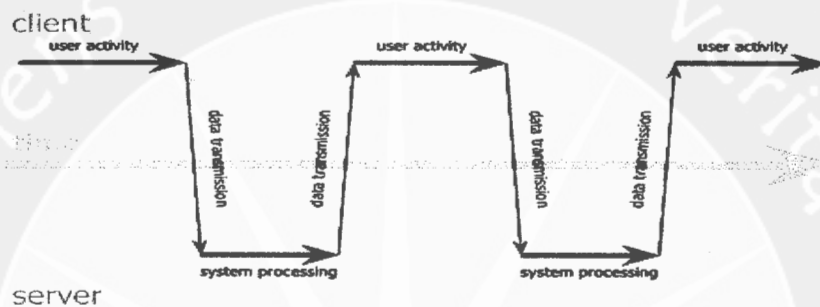 client
user activity
user activity
user activity
data transmission
data transmission
data transmission
data transmission
time
system processing
system processing
server